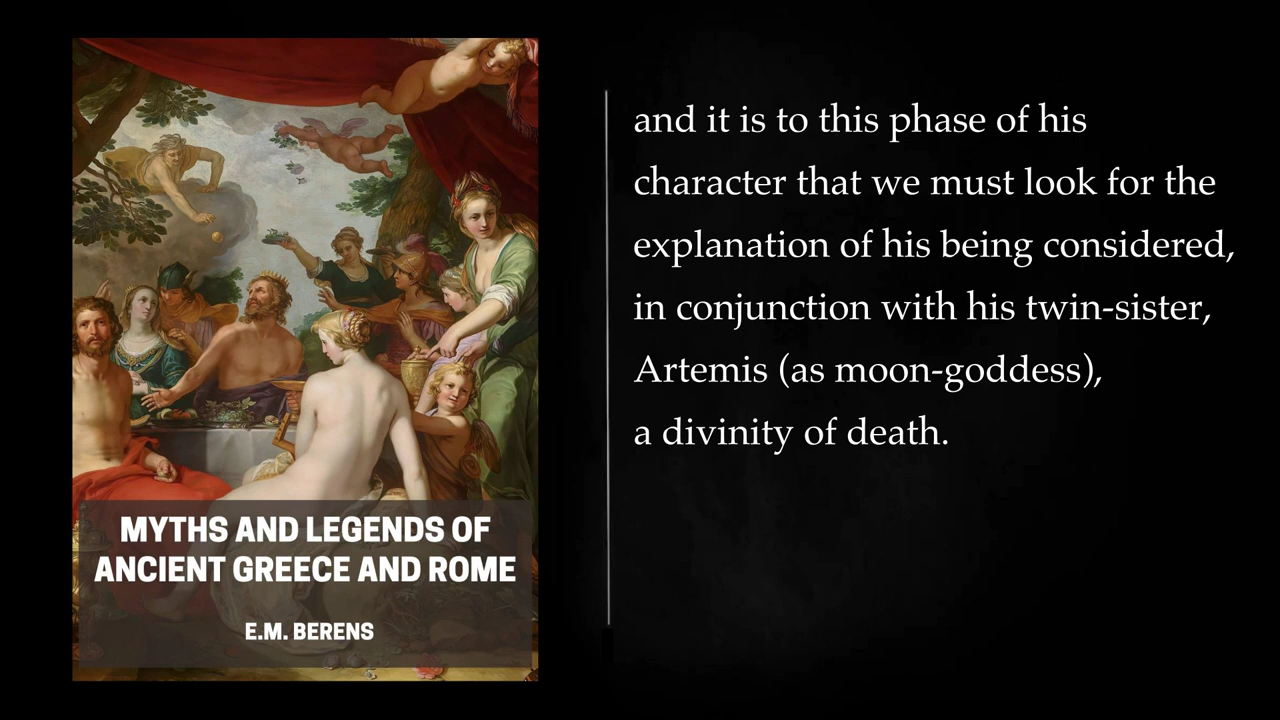 MYTHS AND LEGENDS OF
ANCIENT GREECE AND ROME
E.M. BERENS
and it is to this phase of his
character that we must look for the
explanation of his being considered,
in conjunction with his twin-sister,
Artemis (as moon-goddess),
a divinity of death.